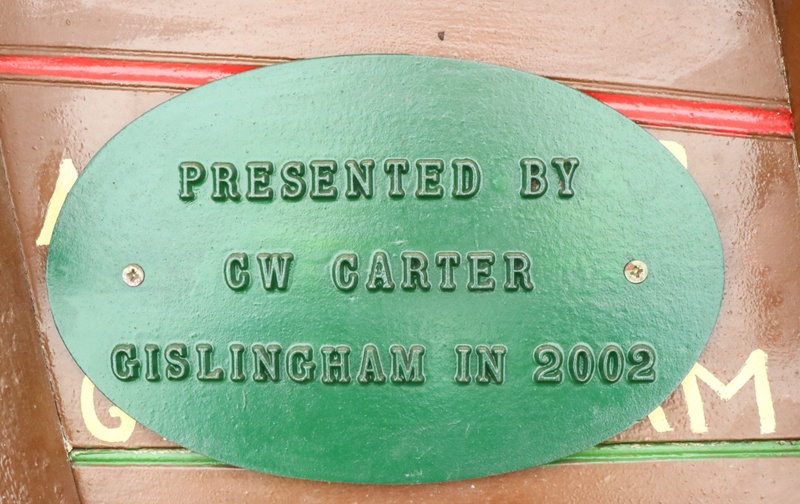 PRESENTED BY
CW CARTER
GISLINGHAM IN 2002